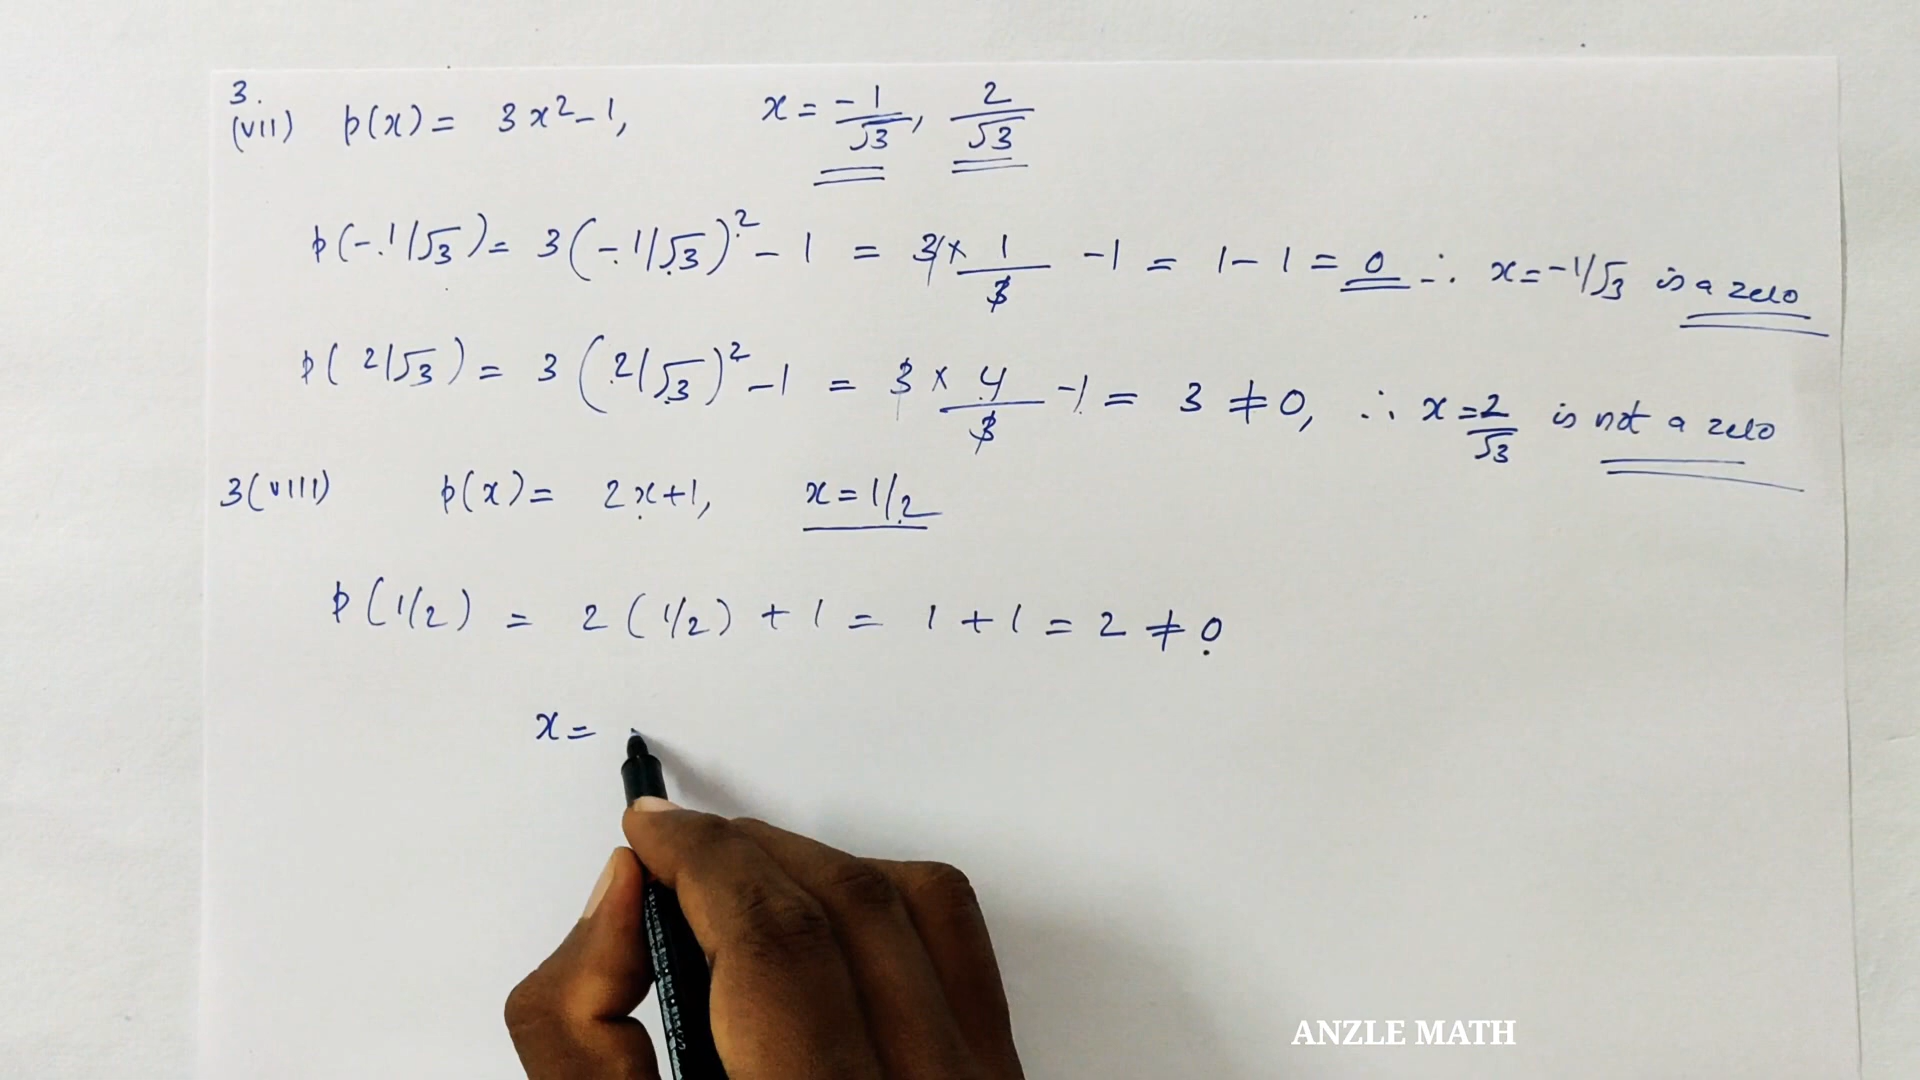 3.
(vii) p(x) = 3x² - 1, x = -1/√3, 2/√3
p(-1/√3) = 3(-1/√3)² - 1 = 3 × 1/3 - 1 = 1 - 1 = 0 ∴ x = -1/√3 is a zero
p(2/√3) = 3(2/√3)² - 1 = 3 × 4/3 - 1 = 3 ≠ 0, ∴ x = 2/√3 is not a zero
3(viii) p(x) = 2x + 1, x = 1/2
p(1/2) = 2(1/2) + 1 = 1 + 1 = 2 ≠ 0
x =
ANZLE MATH